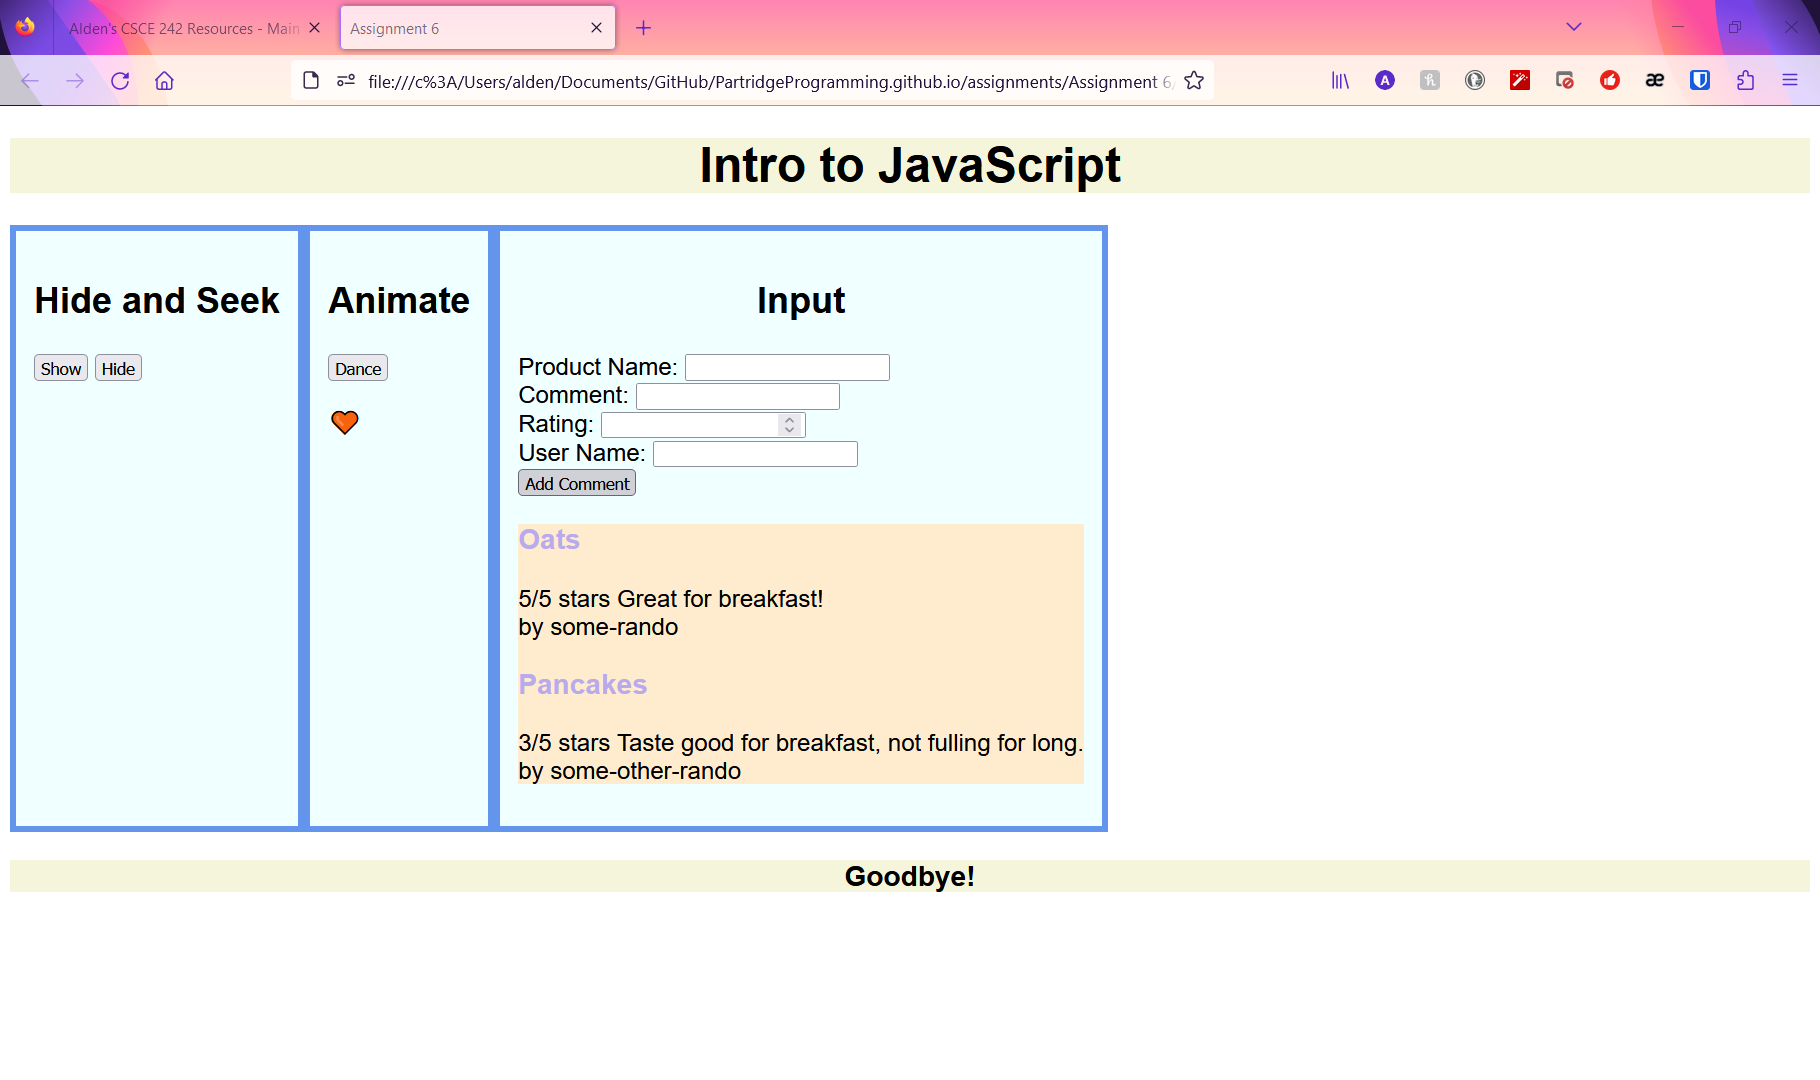 Alden's CSCE 242 Resources - Main
Assignment 6
file:///c%3A/Users/alden/Documents/GitHub/PartridgeProgramming.github.io/assignments/Assignment 6/
A
h
æ
Intro to JavaScript
Hide and Seek
Show Hide
Animate
Dance
Input
Product Name:
Comment:
Rating:
User Name:
Add Comment
Oats
5/5 stars Great for breakfast!
by some-rando
Pancakes
3/5 stars Taste good for breakfast, not fulling for long.
by some-other-rando
Goodbye!